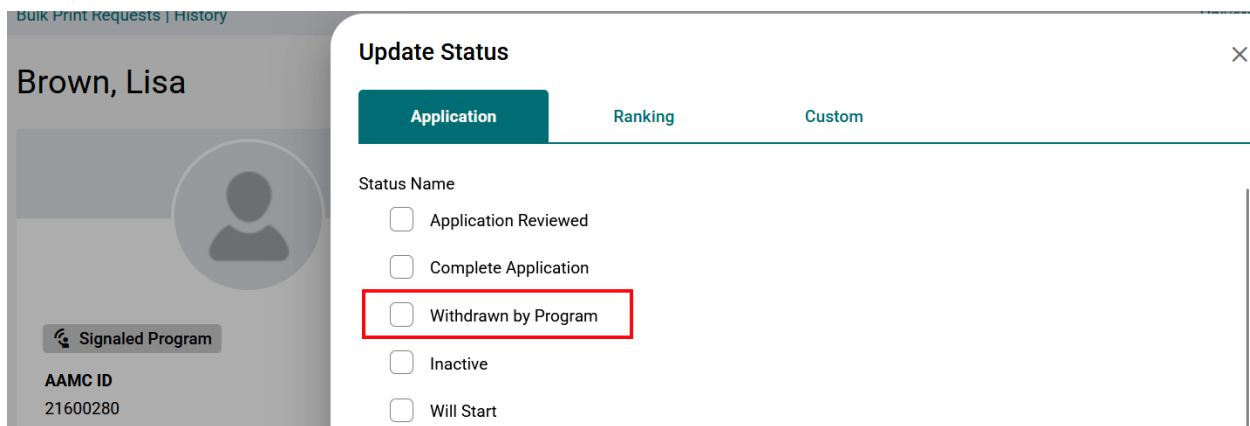 Bulk Print Requests | History
Brown, Lisa
Signaled Program
AAMC ID
21600280
Update Status
Application Ranking Custom
Status Name
Application Reviewed
Complete Application
Withdrawn by Program
Inactive
Will Start